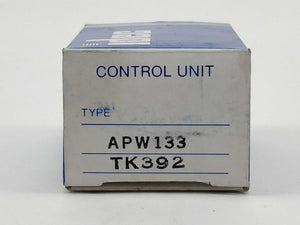 CONTROL UNIT
TYPE
APW133
TK392